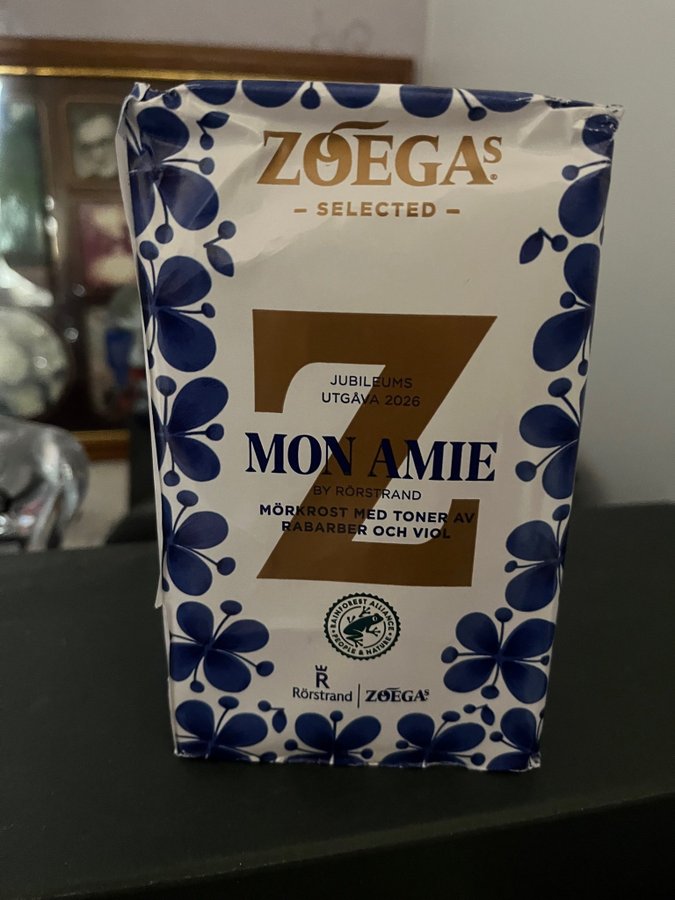 ZOÉGAS
– SELECTED –
JUBILEUMS
UTGÅVA 2026
MON AMIE
BY RÖRSTRAND
MÖRKROST MED TONER AV
RABARBER OCH VIOL
RAINFOREST ALLIANCE
PEOPLE & NATURE
R
Rörstrand | ZOÉGAS